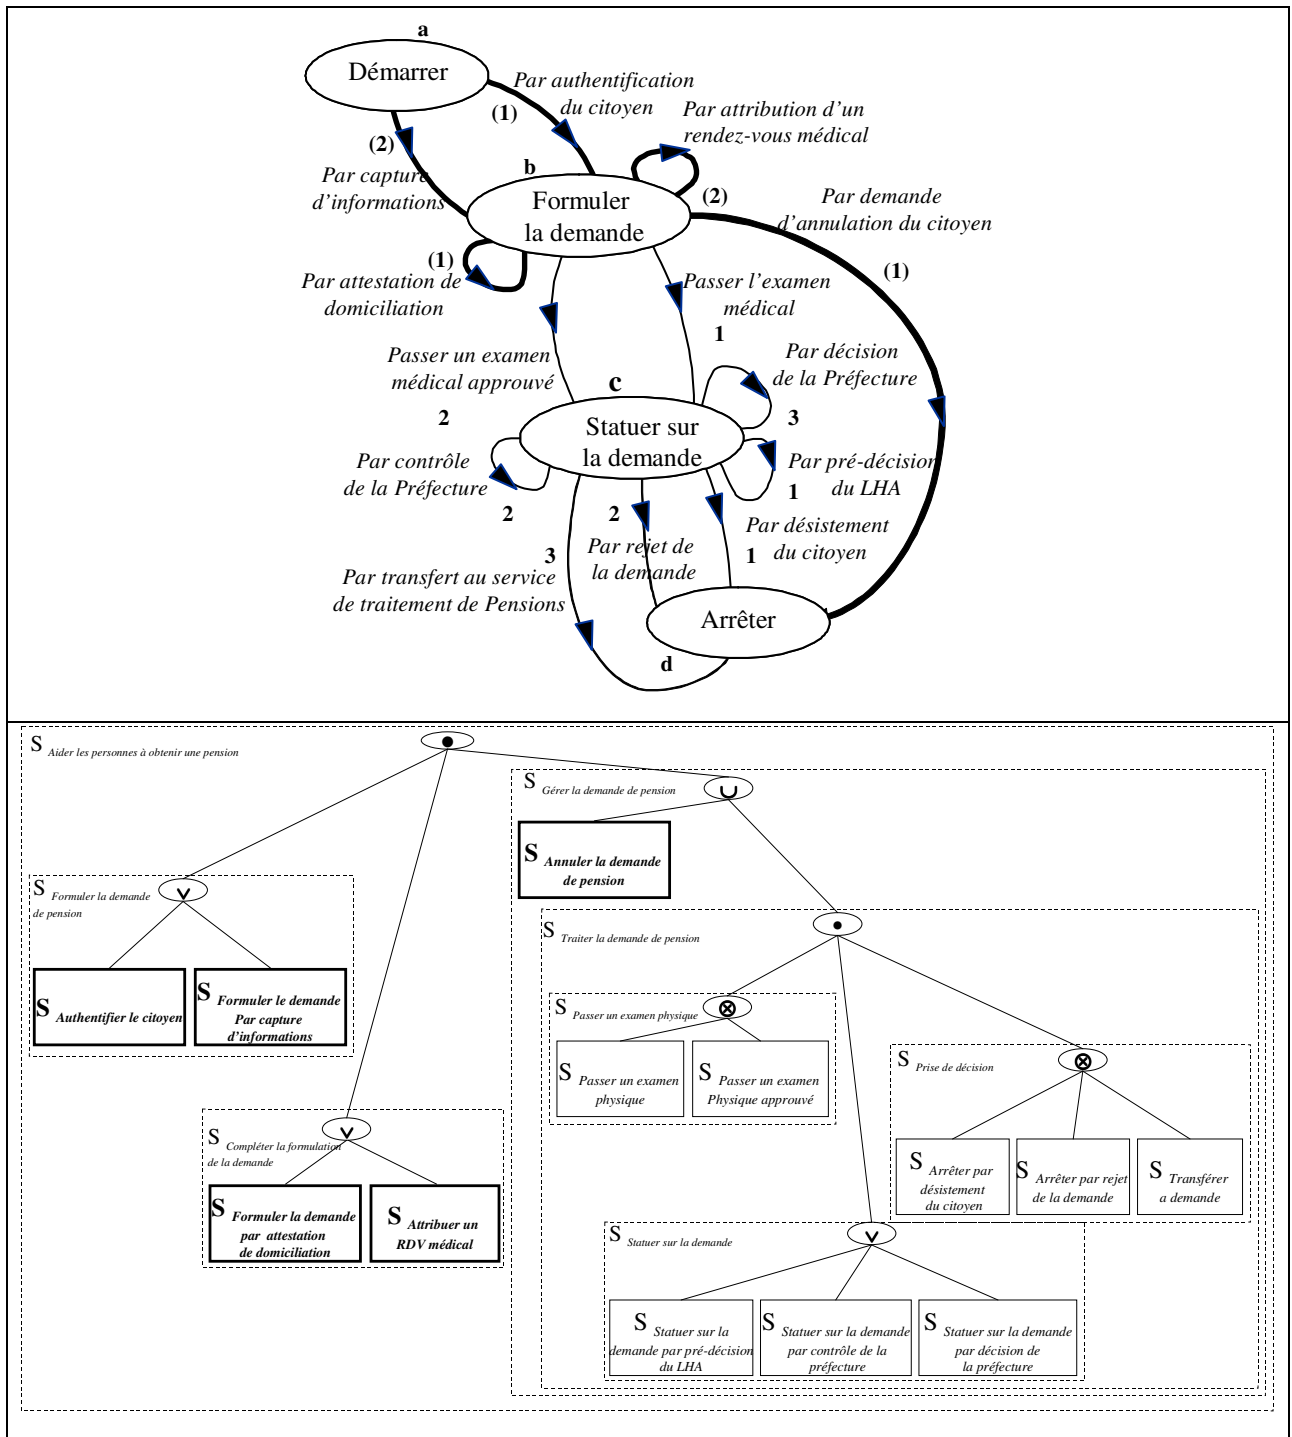 a
Démarrer
Par authentification
du citoyen
(1)
Par attribution d'un
rendez-vous médical
(2)
Par capture
d'informations
b
Formuler
la demande
(2)
Par demande
d'annulation du citoyen
(1)
(1)
Par attestation de
domiciliation
Passer l'examen
médical
1
Passer un examen
médical approuvé
2
Par décision
de la Préfecture
3
c
Statuer sur
la demande
Par contrôle
de la Préfecture
2
Par pré-décision
du LHA
1
2
Par désistement
du citoyen
1
Par rejet de
la demande
3
Par transfert au service
de traitement de Pensions
Arrêter
d
S Aider les personnes à obtenir une pension
•
S Gérer la demande de pension
∪
S Annuler la demande
de pension
S Formuler la demande
de pension
∨
S Authentifier le citoyen
S Formuler le demande
Par capture
d'informations
S Traiter la demande de pension
•
S Passer un examen physique
⊗
S Passer un examen
physique
S Passer un examen
Physique approuvé
S Prise de décision
⊗
S Arrêter par
désistement
du citoyen
S Arrêter par rejet
de la demande
S Transférer
a demande
S Compléter la formulation
de la demande
∨
S Formuler la demande
par attestation
de domiciliation
S Attribuer un
RDV médical
S Statuer sur la demande
∨
S Statuer sur la
demande par pré-décision
du LHA
S Statuer sur la demande
par contrôle de la
préfecture
S Statuer sur la demande
par décision de
la préfecture